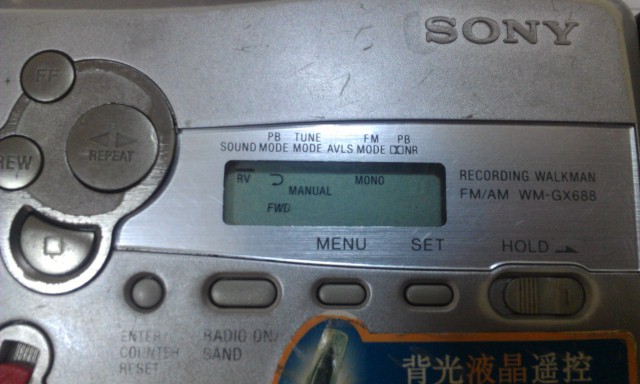 SONY
FF
REPEAT
REW
PB TUNE FM PB
SOUND MODE MODE AVLS MODE NR
RV MONO
MANUAL
FWD
RECORDING WALKMAN
FM/AM WM-GX688
MENU SET HOLD
ENTER/
COUNTER
RESET
RADIO ON/
BAND
背光液晶遥控